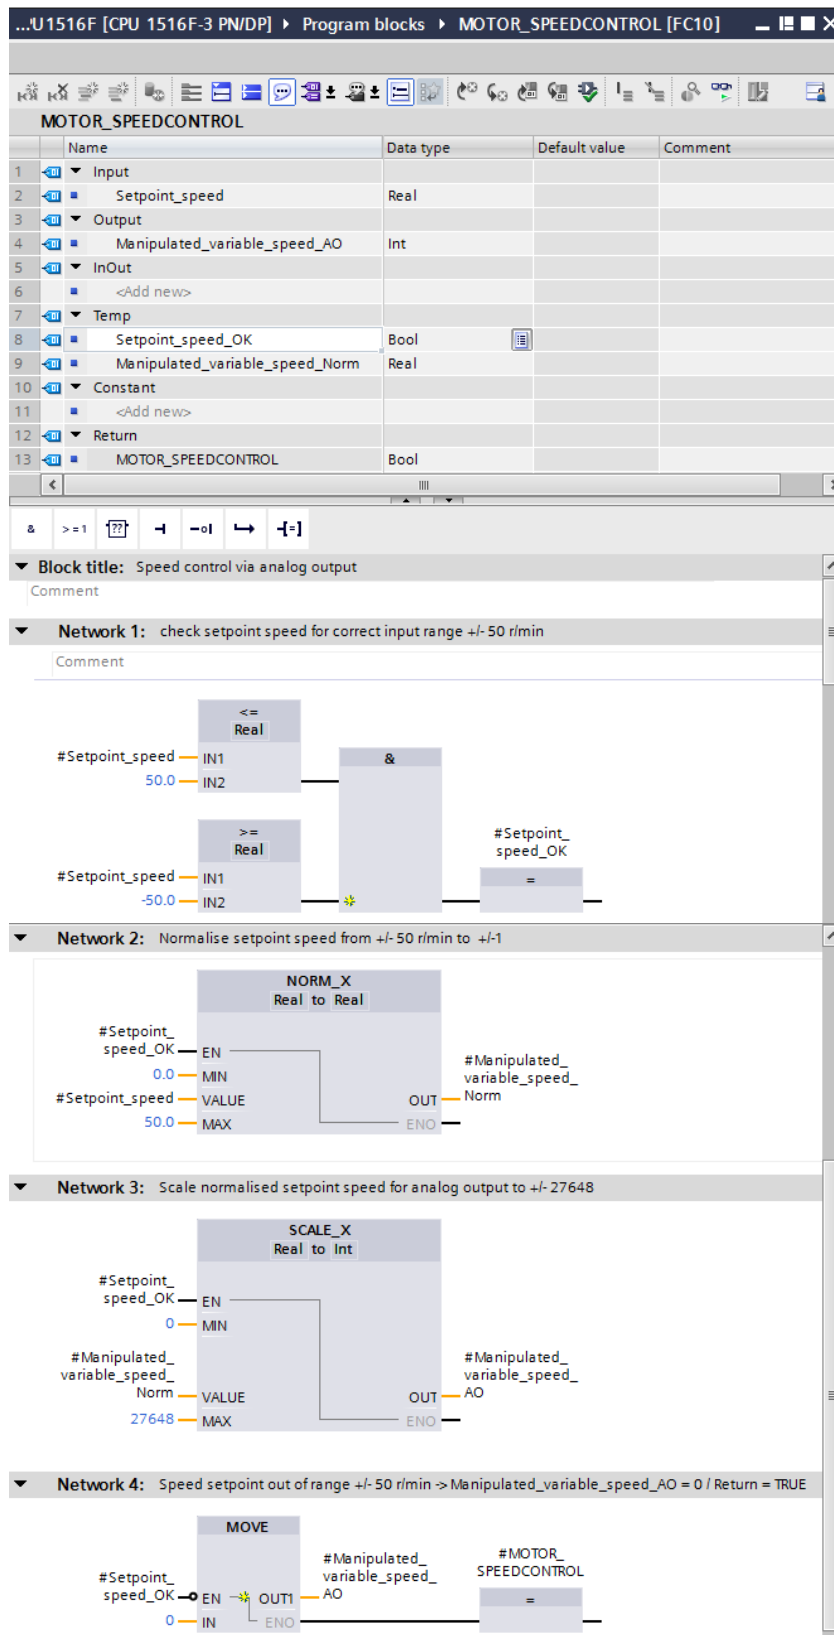 ...'U1516F [CPU 1516F-3 PN/DP] ▸ Program blocks ▸ MOTOR_SPEEDCONTROL [FC10]
MOTOR_SPEEDCONTROL
Name Data type Default value Comment
1 Input
2 Setpoint_speed Real
3 Output
4 Manipulated_variable_speed_AO Int
5 InOut
6 <Add new>
7 Temp
8 Setpoint_speed_OK Bool
9 Manipulated_variable_speed_Norm Real
10 Constant
11 <Add new>
12 Return
13 MOTOR_SPEEDCONTROL Bool
& >=1 ??
Block title: Speed control via analog output
Comment
Network 1: check setpoint speed for correct input range +/- 50 r/min
Comment
<=
Real
#Setpoint_speed IN1
50.0 IN2
&
>=
Real
#Setpoint_speed IN1
-50.0 IN2
#Setpoint_
speed_OK
=
Network 2: Normalise setpoint speed from +/- 50 r/min to +/-1
NORM_X
Real to Real
#Setpoint_
speed_OK EN
0.0 MIN
#Setpoint_speed VALUE
50.0 MAX
#Manipulated_
variable_speed_
OUT Norm
ENO
Network 3: Scale normalised setpoint speed for analog output to +/- 27648
SCALE_X
Real to Int
#Setpoint_
speed_OK EN
0 MIN
#Manipulated_
variable_speed_
Norm VALUE
27648 MAX
#Manipulated_
variable_speed_
OUT AO
ENO
Network 4: Speed setpoint out of range +/- 50 r/min -> Manipulated_variable_speed_AO = 0 / Return = TRUE
MOVE
#Setpoint_
speed_OK EN
0 IN
#Manipulated_
variable_speed_
OUT1 AO
ENO
#MOTOR_
SPEEDCONTROL
=